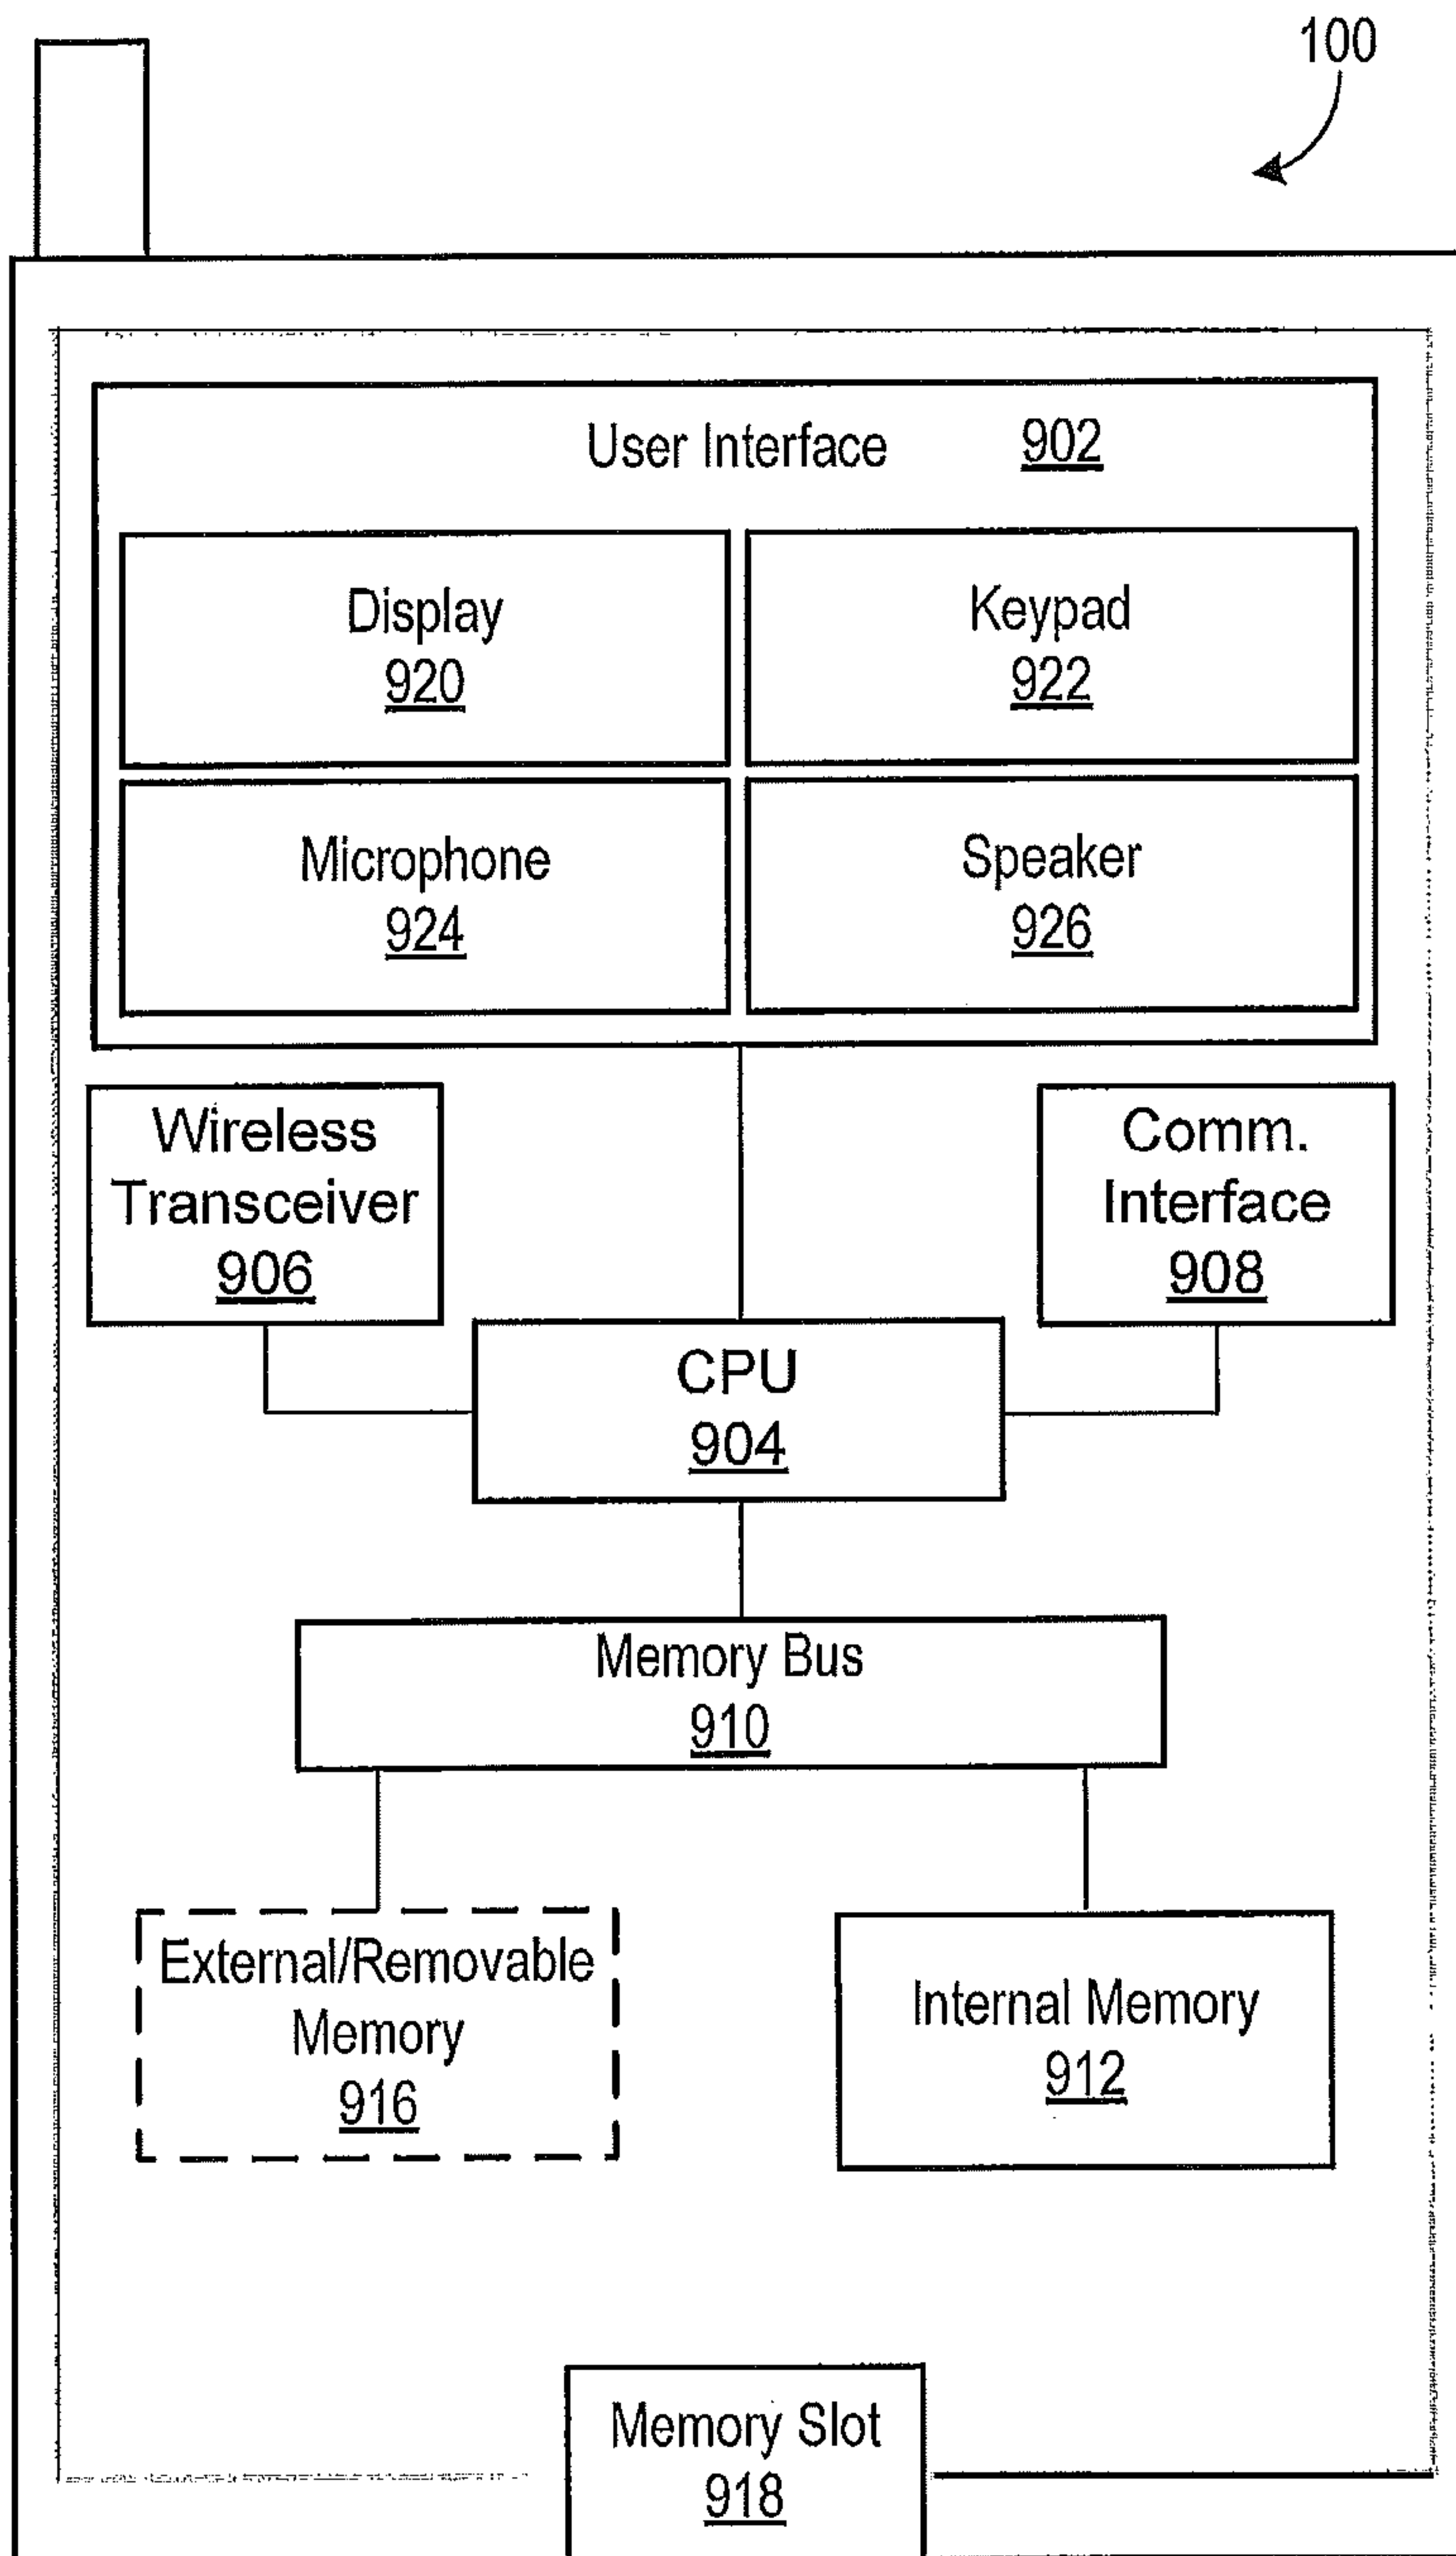 100
User Interface 902
Display
920
Keypad
922
Microphone
924
Speaker
926
Wireless
Transceiver
906
Comm.
Interface
908
CPU
904
Memory Bus
910
External/Removable
Memory
916
Internal Memory
912
Memory Slot
918